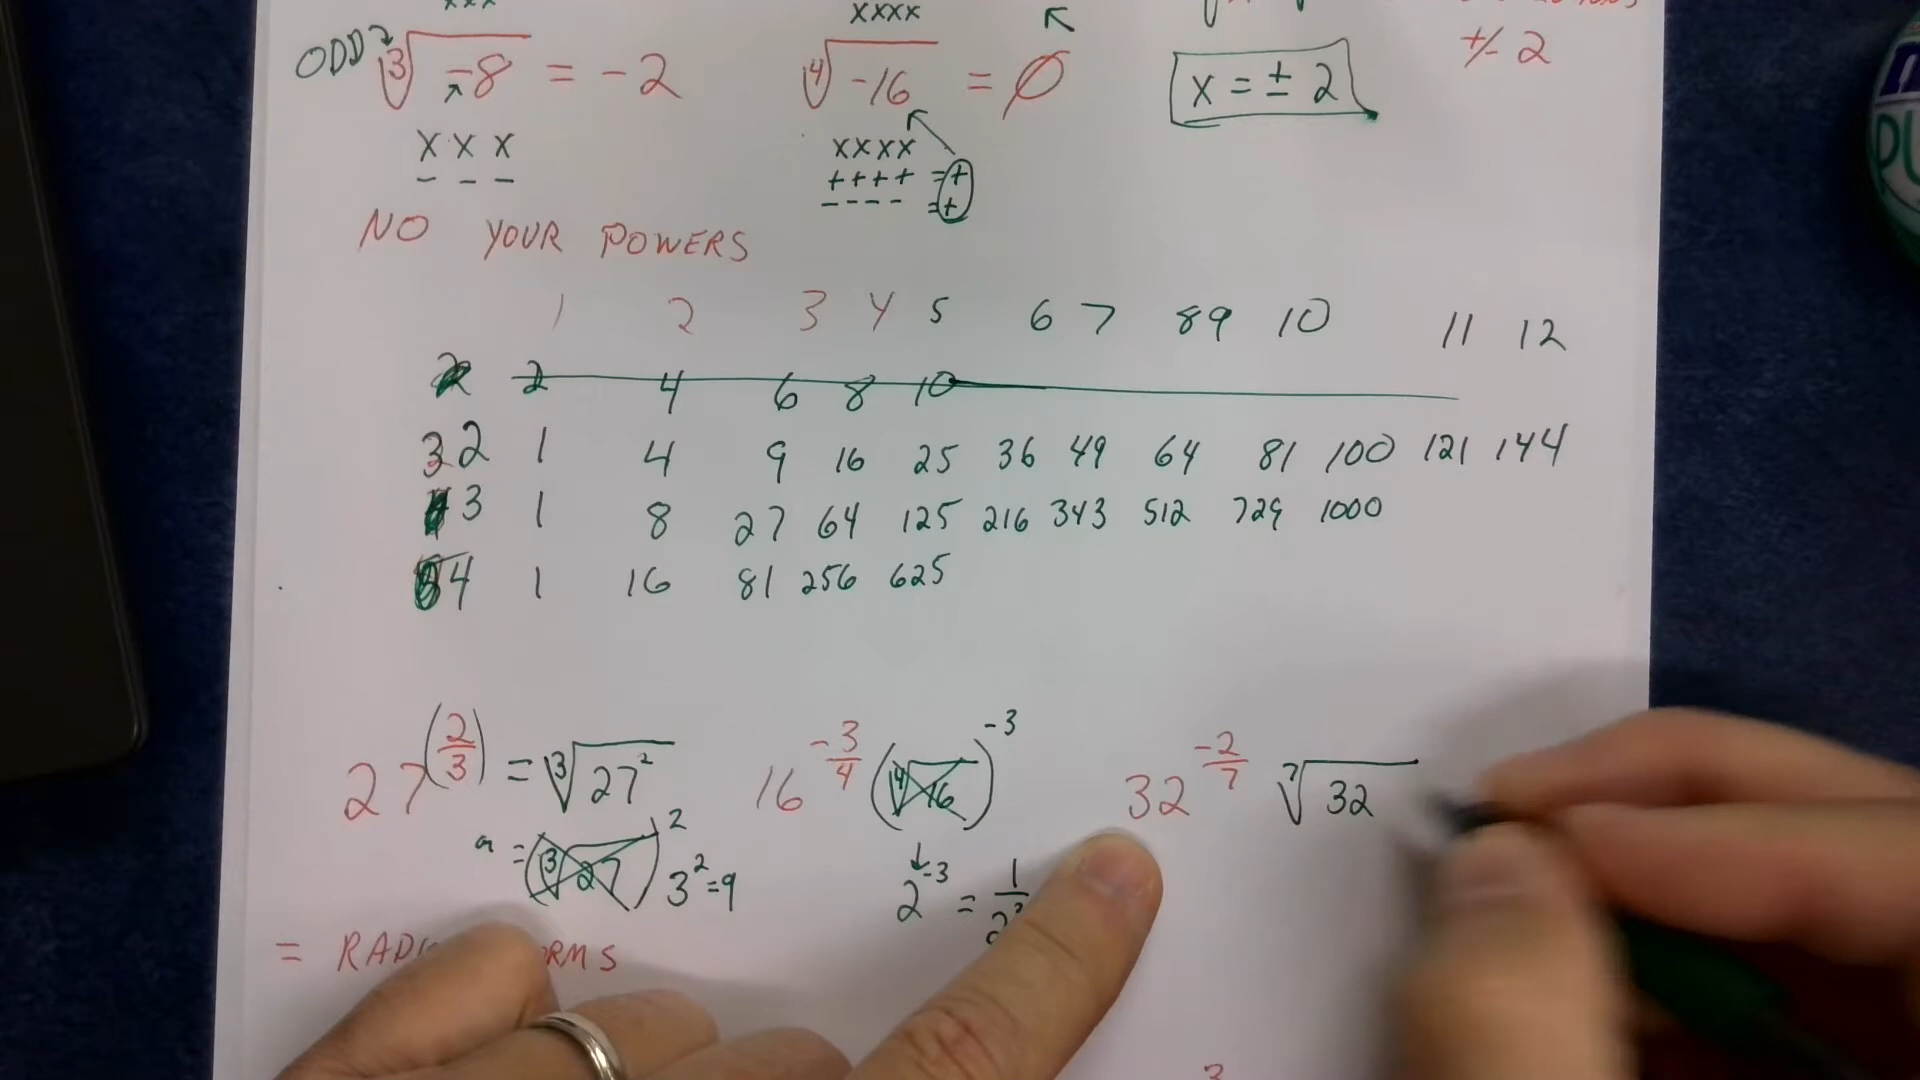 xxx xxxx
ODD ∛-8 = -2 ∜-16 = ∅ x = ± 2 +/- 2
x x x xxxx
- - - ++++ =+
---- =+
NO YOUR POWERS
1 2 3 4 5 6 7 8 9 10 11 12
2 4 6 8 10
3 2 1 4 9 16 25 36 49 64 81 100 121 144
3 1 8 27 64 125 216 343 512 729 1000
4 1 16 81 256 625
27^(2/3) = ∛27² 16^-3/4 (∜16)^-3 32^-2/7 ⁷√32
= (∛27)² 3² = 9 2^-3 = 1/2³
=